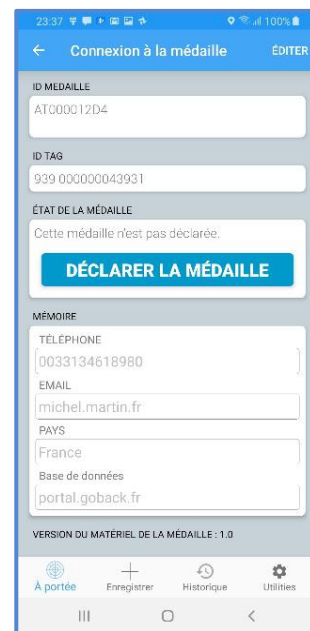 23:37
100%
Connexion à la médaille
ÉDITER
ID MEDAILLE
AT000012D4
ID TAG
939 000000043931
ÉTAT DE LA MÉDAILLE
Cette médaille n'est pas déclarée.
DÉCLARER LA MÉDAILLE
MÉMOIRE
TÉLÉPHONE
0033134618980
EMAIL
michel.martin.fr
PAYS
France
Base de données
portal.goback.fr
VERSION DU MATÉRIEL DE LA MÉDAILLE : 1.0
À portée
Enregistrer
Historique
Utilities